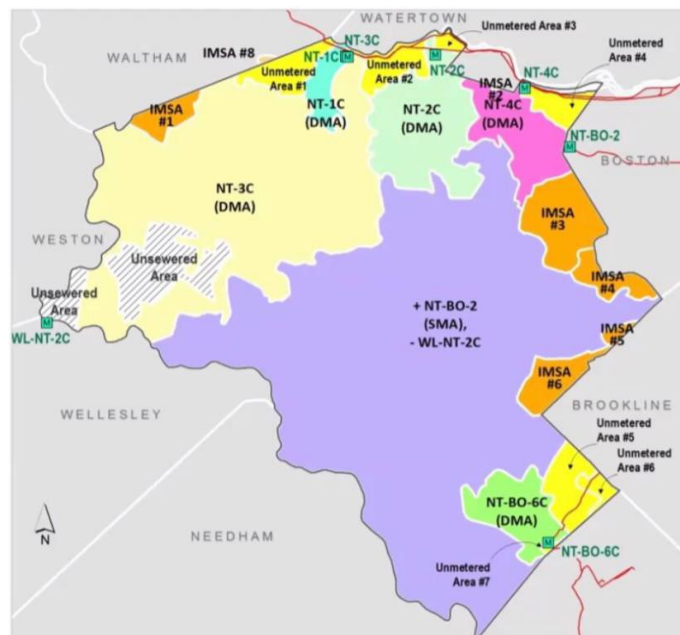 WATERTOWN
Unmetered
Area #3
NT-3C
IMSA #8
WALTHAM
NT-1C
Unmetered
Area #1
Unmetered
Area #2
NT-2C
Unmetered
Area #4
NT-4C
IMSA
#2
IMSA
#1
NT-1C
(DMA)
NT-2C
(DMA)
NT-4C
(DMA)
NT-BO-2
BOSTON
NT-3C
(DMA)
IMSA
#3
WESTON
Unsewered
Area
Unsewered
Area
IMSA
#4
WL-NT-2C
+ NT-BO-2
(SMA),
- WL-NT-2C
IMSA
#5
IMSA
#6
WELLESLEY
BROOKLINE
Unmetered
Area #5
Unmetered
Area #6
NT-BO-6C
(DMA)
N
NEEDHAM
NT-BO-6C
Unmetered
Area #7